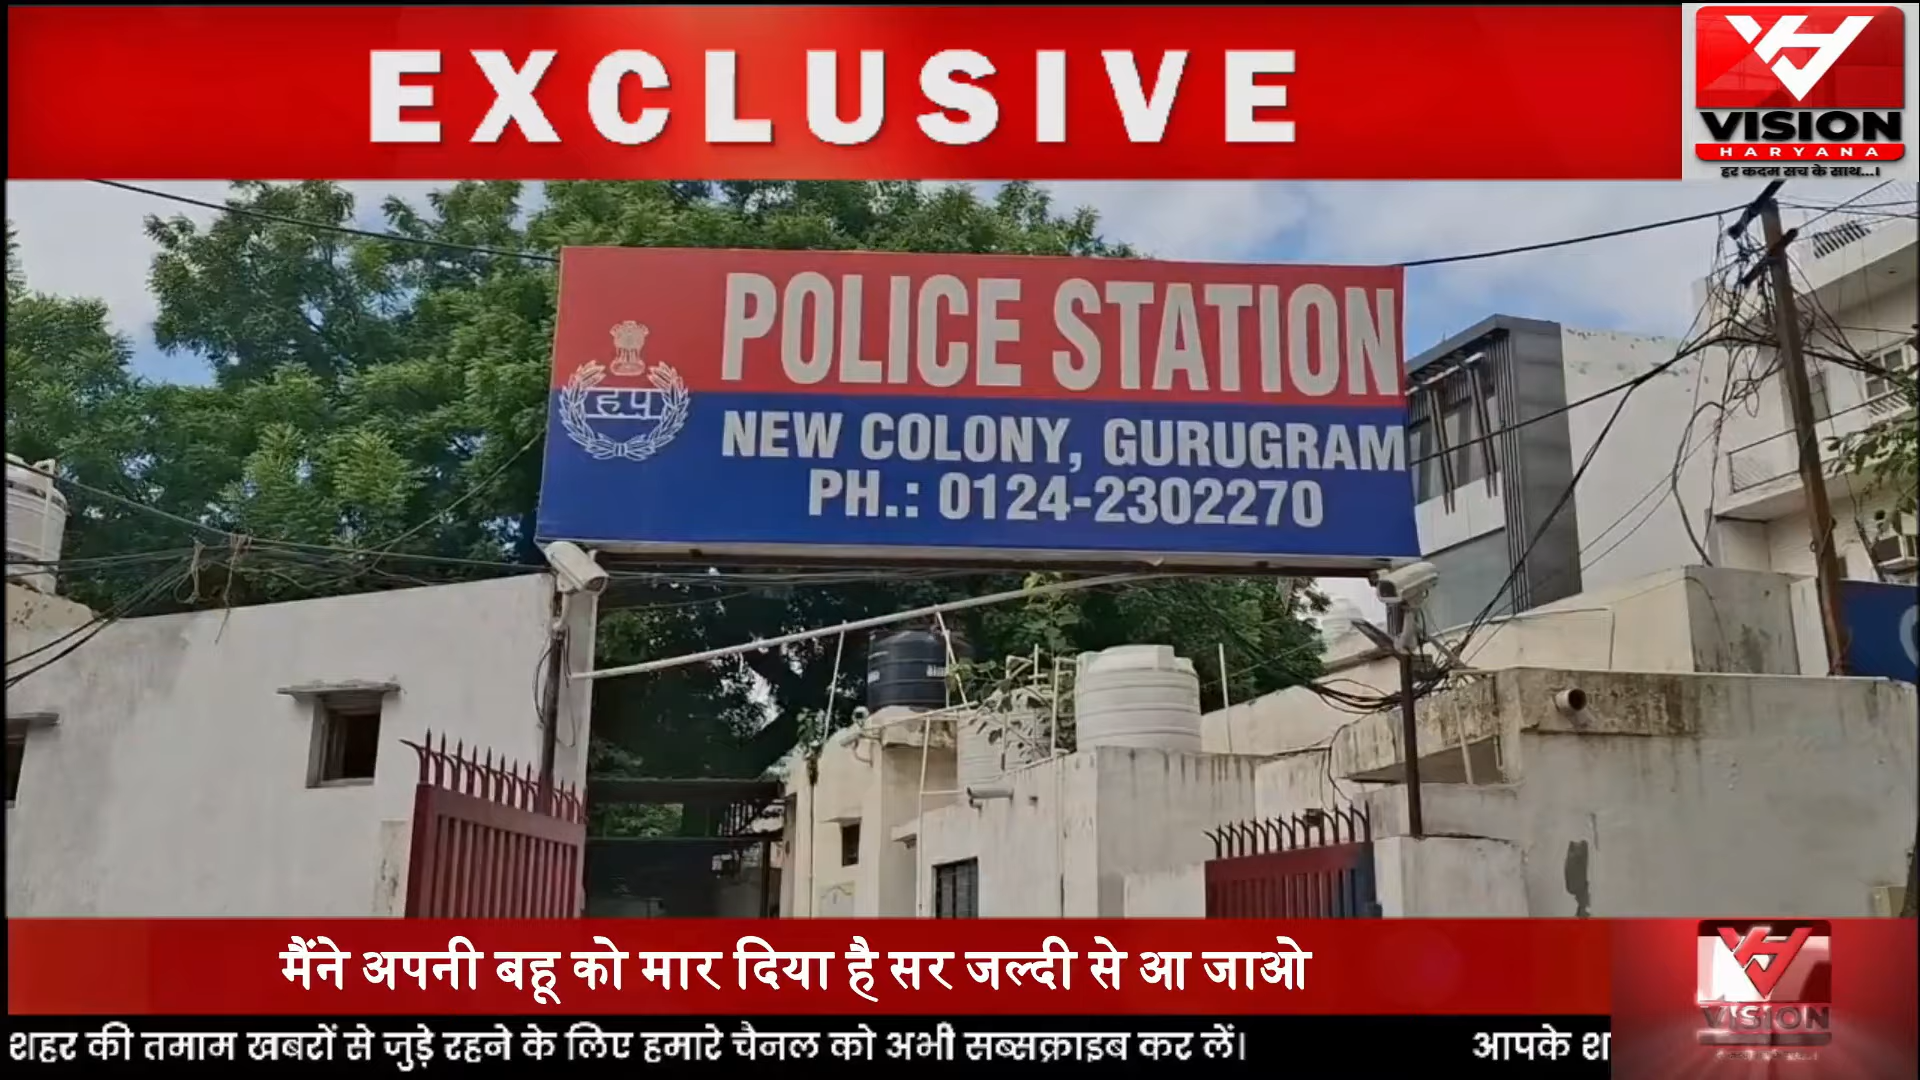 EXCLUSIVE
VISION
HARYANA
हर कदम सच के साथ...।
POLICE STATION
NEW COLONY, GURUGRAM
PH.: 0124-2302270
ह पु
मैंने अपनी बहू को मार दिया है सर जल्दी से आ जाओ
VISION
शहर की तमाम खबरों से जुड़े रहने के लिए हमारे चैनल को अभी सब्सक्राइब कर लें।
आपके श